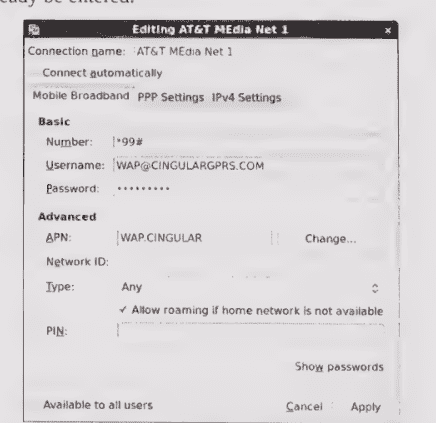 eady be entered.
Editing AT&T MEdia Net 1
Connection name: AT&T MEdia Net 1
Connect automatically
Mobile Broadband PPP Settings IPv4 Settings
Basic
Number: *99#
Username: WAP@CINGULARGPRS.COM
Password: •••••••••
Advanced
APN: WAP.CINGULAR Change...
Network ID:
Type: Any
✓ Allow roaming if home network is not available
PIN:
Show passwords
Available to all users Cancel Apply